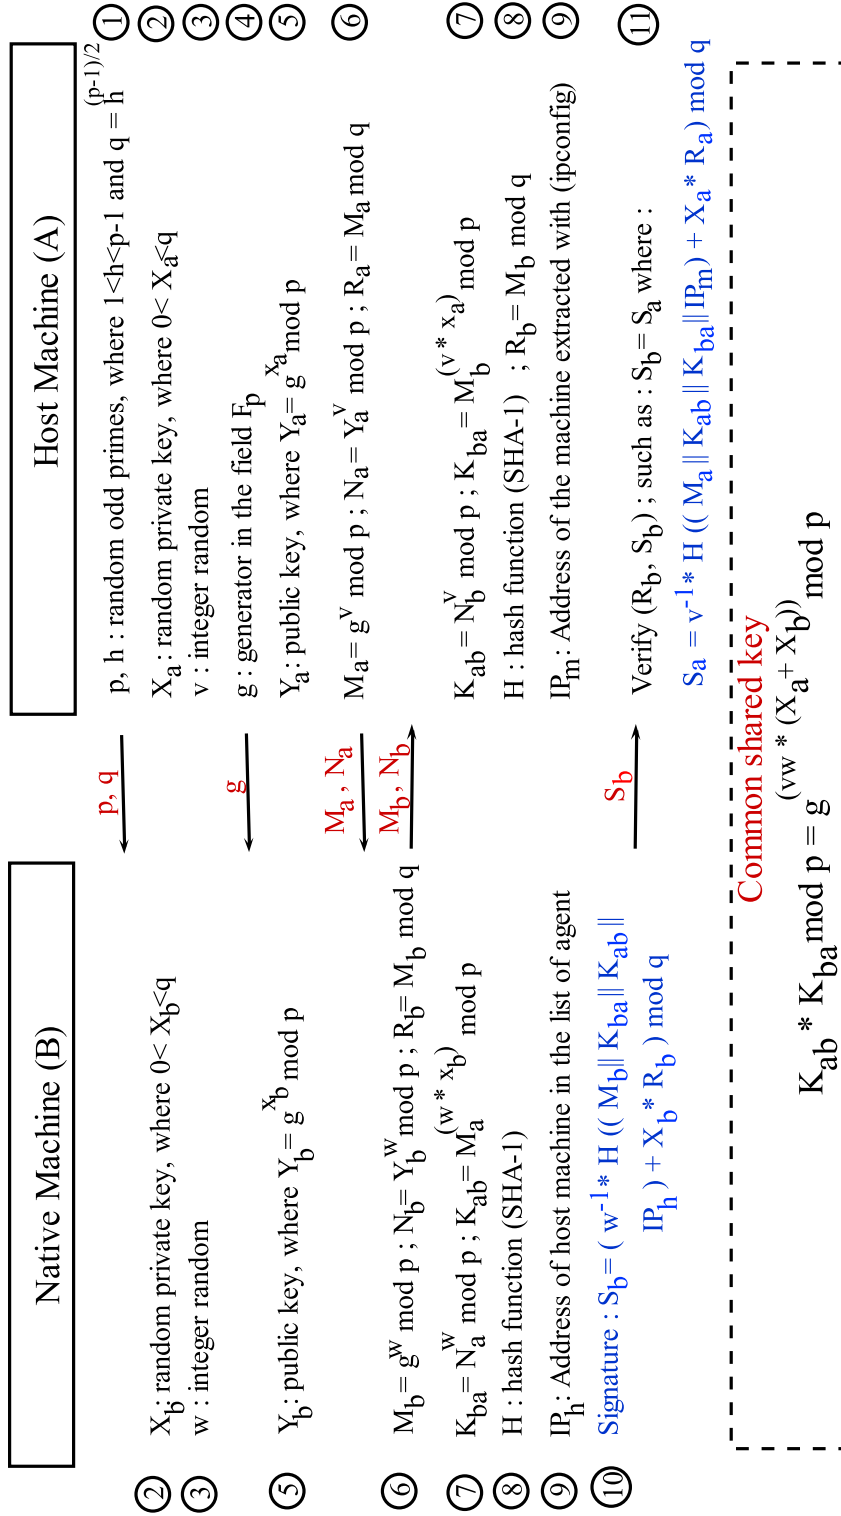 Native Machine (B)
Host Machine (A)
p, q
p, h : random odd primes, where 1<h<p-1 and q = h^(p-1)/2
①
②
X_b: random private key, where 0< X_b<q
X_a : random private key, where 0< X_a<q
②
③
w : integer random
v : integer random
③
g
g : generator in the field F_p
④
⑤
Y_b: public key, where Y_b= g^x_b mod p
Y_a: public key, where Y_a= g^x_a mod p
⑤
M_a , N_a
M_a= g^v mod p ; N_a= Y_a^v mod p ; R_a= M_a mod q
⑥
⑥
M_b= g^w mod p ; N_b= Y_b^w mod p ; R_b= M_b mod q
M_b, N_b
⑦
K_ba= N_a^w mod p ; K_ab= M_a^(w * x_b) mod p
K_ab= N_b^v mod p ; K_ba= M_b^(v * x_a) mod p
⑦
⑧
H : hash function (SHA-1)
H : hash function (SHA-1) ; R_b= M_b mod q
⑧
⑨
IP_h: Address of host machine in the list of agent
IP_m: Address of the machine extracted with (ipconfig)
⑨
⑩
Signature : S_b= ( w^-1* H (( M_b|| K_ba|| K_ab||
IP_h ) + X_b* R_b ) mod q
S_b
Verify (R_b, S_b) ; such as : S_b= S_a where :
⑪
S_a = v^-1* H (( M_a|| K_ab|| K_ba|| IP_m) + X_a* R_a) mod q
Common shared key
K_ab * K_ba mod p = g^(vw * (X_a+ X_b)) mod p